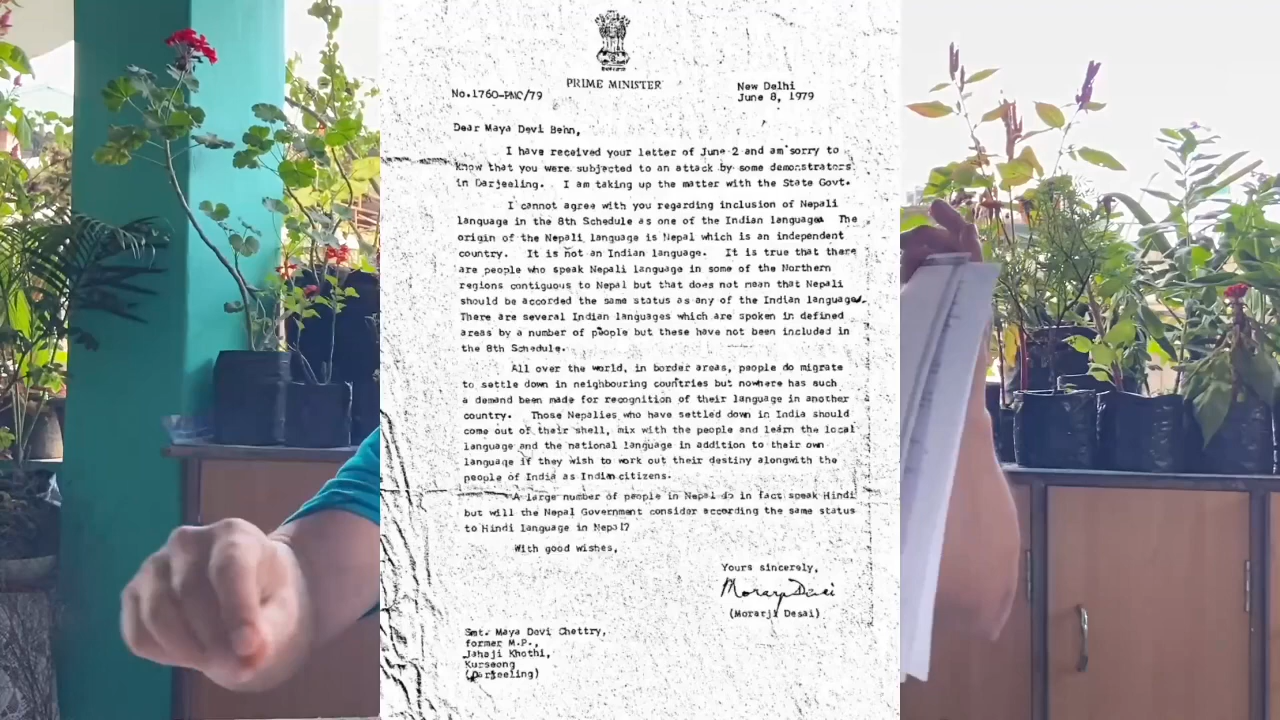 PRIME MINISTER
No.1760-PMO/79
New Delhi
June 8, 1979
Dear Maya Devi Behn,
I have received your letter of June 2 and am sorry to
know that you were subjected to an attack by some demonstrators
in Darjeeling. I am taking up the matter with the State Govt.
I cannot agree with you regarding inclusion of Nepali
language in the 8th Schedule as one of the Indian languages The
origin of the Nepali language is Nepal which is an independent
country. It is not an Indian language. It is true that there
are people who speak Nepali language in some of the Northern
regions contiguous to Nepal but that does not mean that Nepali
should be accorded the same status as any of the Indian languages.
There are several Indian languages which are spoken in defined
areas by a number of people but these have not been included in
the 8th Schedule.
All over the world, in border areas, people do migrate
to settle down in neighbouring countries but nowhere has such
a demand been made for recognition of their language in another
country. Those Nepalies who have settled down in India should
come out of their shell, mix with the people and learn the local
language and the national language in addition to their own
language if they wish to work out their destiny alongwith the
people of India as Indian citizens.
A large number of people in Nepal do in fact speak Hindi
but will the Nepal Government consider according the same status
to Hindi language in Nepal?
With good wishes,
Yours sincerely,
Morarji Desai
(Morarji Desai)
Smt. Maya Devi Chettry,
former M.P.,
Jahaji Khothi,
Kurseong
(Darjeeling)